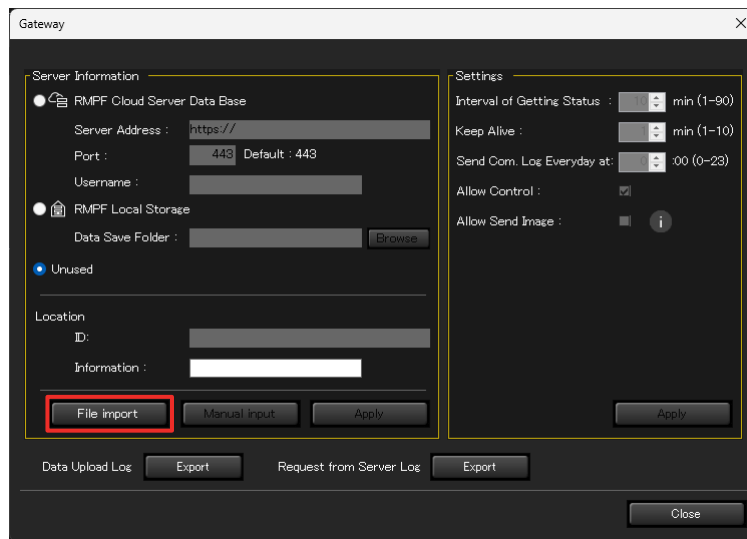 Gateway
Server Information
RMPF Cloud Server Data Base
Server Address : https://
Port : 443 Default : 443
Username :
RMPF Local Storage
Data Save Folder : Browse
Unused
Location
ID:
Information :
File import Manual input Apply
Settings
Interval of Getting Status : 10 min (1-90)
Keep Alive : 1 min (1-10)
Send Com. Log Everyday at: 0 :00 (0-23)
Allow Control :
Allow Send Image : i
Apply
Data Upload Log Export Request from Server Log Export
Close